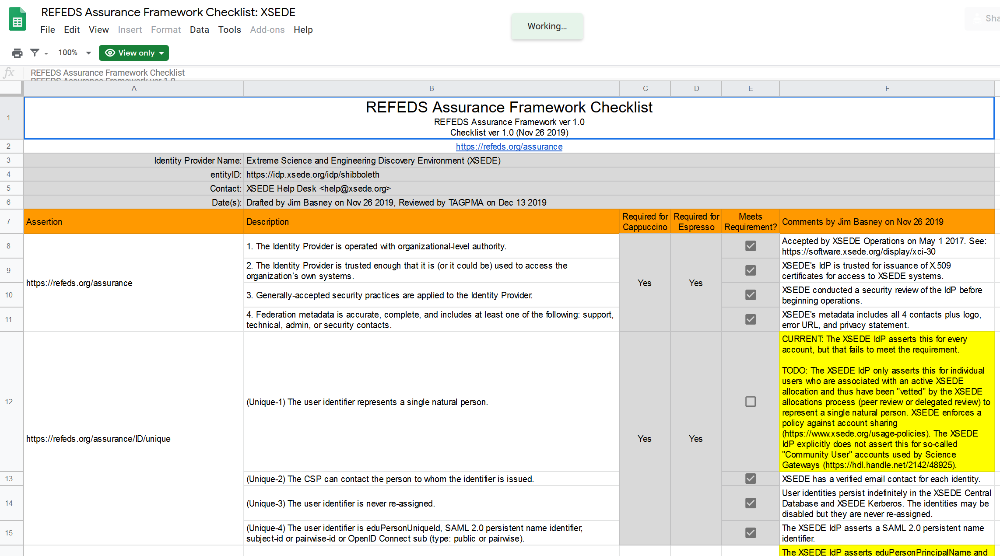 REFEDS Assurance Framework Checklist: XSEDE
File Edit View Insert Format Data Tools Add-ons Help
Working...
Sha
100% View only
fx REFEDS Assurance Framework Checklist
REFEDS Assurance Framework ver 1.0
A B C D E F
1
REFEDS Assurance Framework Checklist
REFEDS Assurance Framework ver 1.0
Checklist ver 1.0 (Nov 26 2019)
2 https://refeds.org/assurance
3 Identity Provider Name: Extreme Science and Engineering Discovery Environment (XSEDE)
4 entityID: https://idp.xsede.org/idp/shibboleth
5 Contact: XSEDE Help Desk <help@xsede.org>
6 Date(s): Drafted by Jim Basney on Nov 26 2019, Reviewed by TAGPMA on Dec 13 2019
7 Assertion
Description
Required for
Cappuccino
Required for
Espresso
Meets
Requirement?
Comments by Jim Basney on Nov 26 2019
https://refeds.org/assurance
8 1. The Identity Provider is operated with organizational-level authority.
Accepted by XSEDE Operations on May 1 2017. See:
https://software.xsede.org/display/xci-30
9 2. The Identity Provider is trusted enough that it is (or it could be) used to access the
organization's own systems.
XSEDE's IdP is trusted for issuance of X.509
certificates for access to XSEDE systems.
Yes Yes
10 3. Generally-accepted security practices are applied to the Identity Provider.
XSEDE conducted a security review of the IdP before
beginning operations.
11 4. Federation metadata is accurate, complete, and includes at least one of the following: support,
technical, admin, or security contacts.
XSEDE's metadata includes all 4 contacts plus logo,
error URL, and privacy statement.
https://refeds.org/assurance/ID/unique
12 (Unique-1) The user identifier represents a single natural person.
Yes Yes
CURRENT: The XSEDE IdP asserts this for every
account, but that fails to meet the requirement.
TODO: The XSEDE IdP only asserts this for individual
users who are associated with an active XSEDE
allocation and thus have been "vetted" by the XSEDE
allocations process (peer review or delegated review) to
represent a single natural person. XSEDE enforces a
policy against account sharing
(https://www.xsede.org/usage-policies). The XSEDE
IdP explicitly does not assert this for so-called
"Community User" accounts used by Science
Gateways (https://hdl.handle.net/2142/48925).
13 (Unique-2) The CSP can contact the person to whom the identifier is issued.
XSEDE has a verified email contact for each identity.
14 (Unique-3) The user identifier is never re-assigned.
User identities persist indefinitely in the XSEDE Central
Database and XSEDE Kerberos. The identities may be
disabled but they are never re-assigned.
15 (Unique-4) The user identifier is eduPersonUniqueId, SAML 2.0 persistent name identifier,
subject-id or pairwise-id or OpenID Connect sub (type: public or pairwise).
The XSEDE IdP asserts a SAML 2.0 persistent name
identifier.
The XSEDE IdP asserts eduPersonPrincipalName and